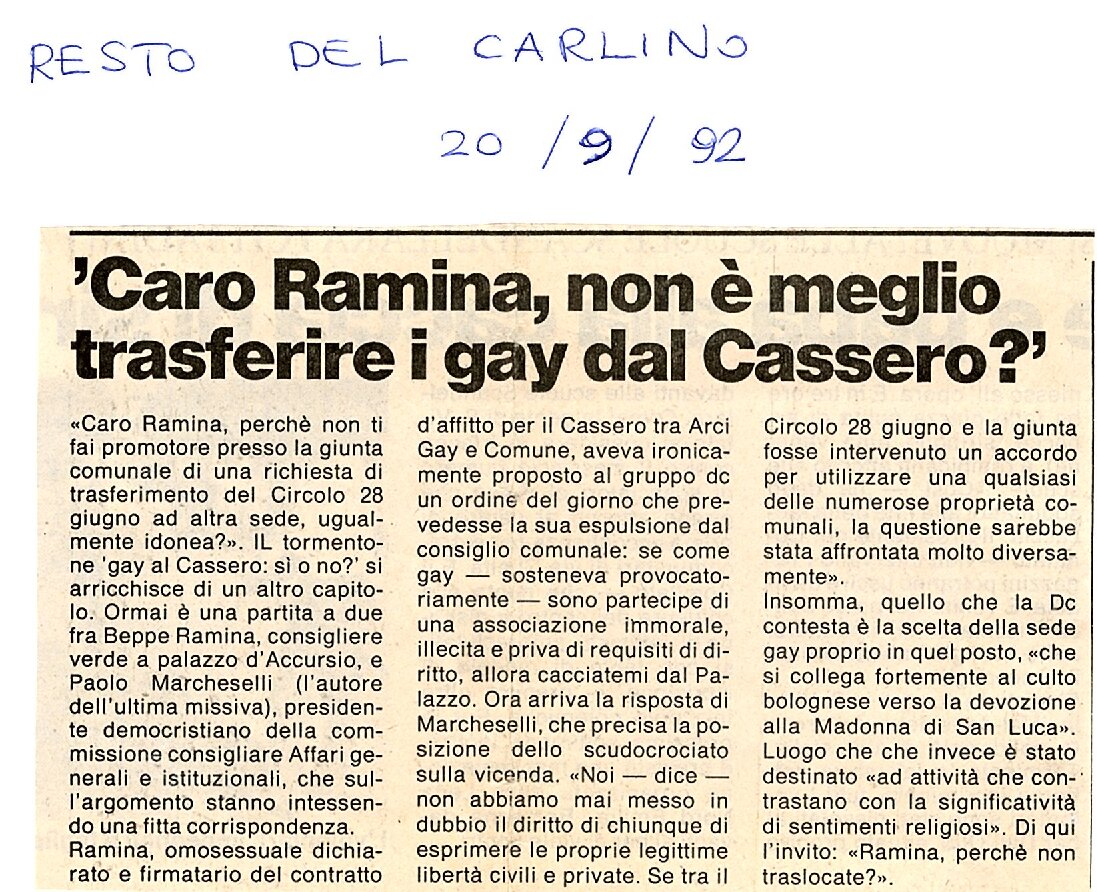 RESTO DEL CARLINO
20/9/92
'Caro Ramina, non è meglio
trasferire i gay dal Cassero?'
«Caro Ramina, perchè non ti
fai promotore presso la giunta
comunale di una richiesta di
trasferimento del Circolo 28
giugno ad altra sede, ugual-
mente idonea?». IL tormento-
ne 'gay al Cassero: sì o no?' si
arricchisce di un altro capito-
lo. Ormai è una partita a due
fra Beppe Ramina, consigliere
verde a palazzo d'Accursio, e
Paolo Marcheselli (l'autore
dell'ultima missiva), presiden-
te democristiano della com-
missione consigliare Affari ge-
nerali e istituzionali, che sul-
l'argomento stanno intessen-
do una fitta corrispondenza.
Ramina, omosessuale dichia-
rato e firmatario del contratto
d'affitto per il Cassero tra Arci
Gay e Comune, aveva ironica-
mente proposto al gruppo dc
un ordine del giorno che pre-
vedesse la sua espulsione dal
consiglio comunale: se come
gay — sosteneva provocato-
riamente — sono partecipe di
una associazione immorale,
illecita e priva di requisiti di di-
ritto, allora cacciatemi dal Pa-
lazzo. Ora arriva la risposta di
Marcheselli, che precisa la po-
sizione dello scudocrociato
sulla vicenda. «Noi — dice —
non abbiamo mai messo in
dubbio il diritto di chiunque di
esprimere le proprie legittime
libertà civili e private. Se tra il
Circolo 28 giugno e la giunta
fosse intervenuto un accordo
per utilizzare una qualsiasi
delle numerose proprietà co-
munali, la questione sarebbe
stata affrontata molto diversa-
mente».
Insomma, quello che la Dc
contesta è la scelta della sede
gay proprio in quel posto, «che
si collega fortemente al culto
bolognese verso la devozione
alla Madonna di San Luca».
Luogo che che invece è stato
destinato «ad attività che con-
trastano con la significatività
di sentimenti religiosi». Di qui
l'invito: «Ramina, perchè non
traslocate?».